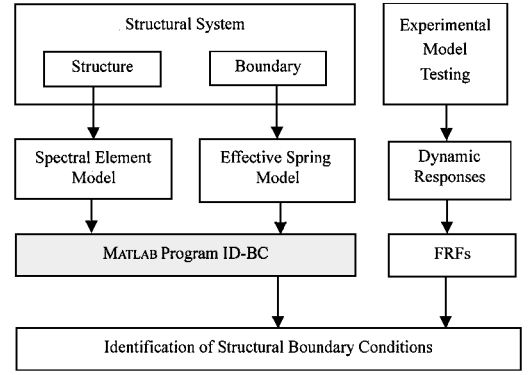 Structural System
Structure
Boundary
Experimental
Model
Testing
Spectral Element
Model
Effective Spring
Model
Dynamic
Responses
MATLAB Program ID-BC
FRFs
Identification of Structural Boundary Conditions